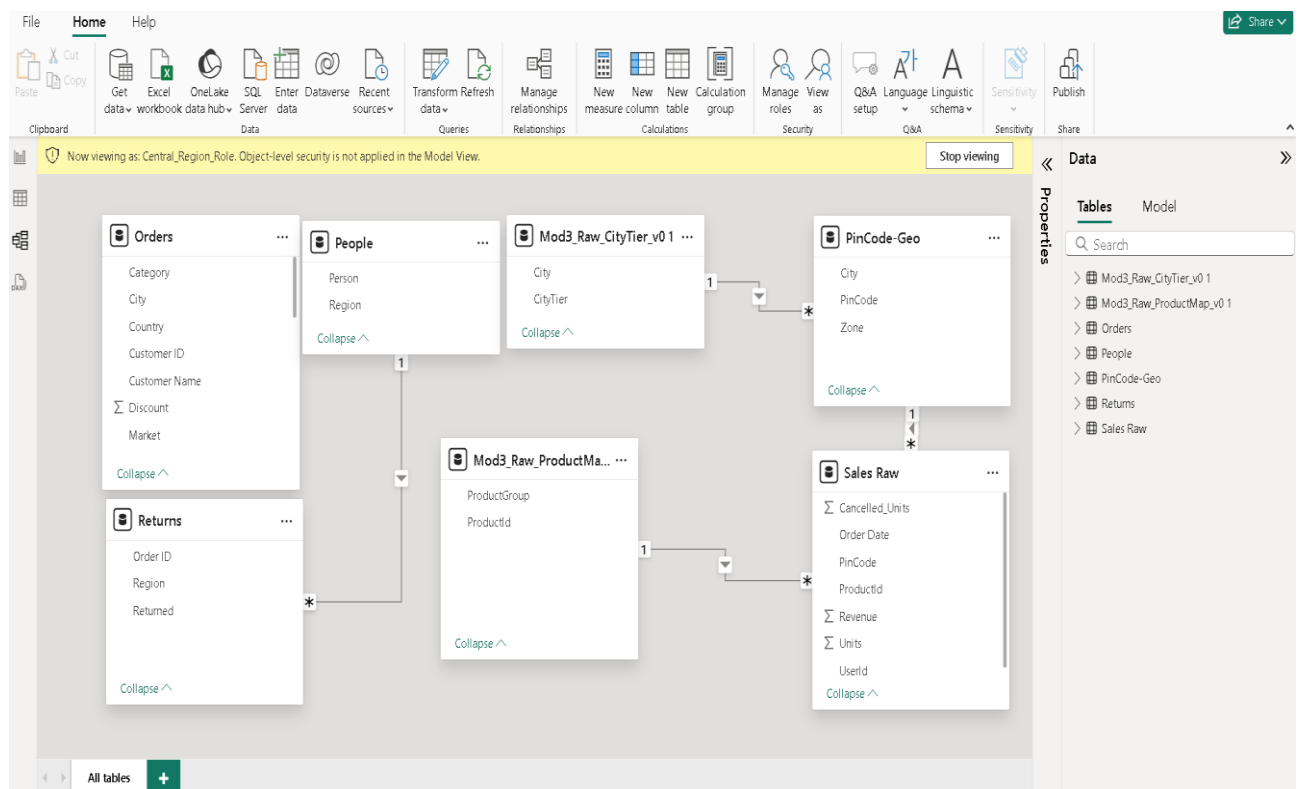 File Home Help
Share
Cut
Copy
Paste
Get data
Excel workbook
OneLake data hub
SQL Server
Enter data
Dataverse
Recent sources
Transform data
Refresh
Manage relationships
New measure
New column
New table
Calculation group
Manage roles
View as
Q&A setup
Language
Linguistic schema
Sensitivity
Publish
Clipboard
Data
Queries
Relationships
Calculations
Security
Q&A
Sensitivity
Share
Now viewing as: Central_Region_Role. Object-level security is not applied in the Model View.
Stop viewing
Orders
Category
City
Country
Customer ID
Customer Name
Discount
Market
Collapse
People
Person
Region
Collapse
Mod3_Raw_CityTier_v0 1
City
CityTier
Collapse
PinCode-Geo
City
PinCode
Zone
Collapse
Returns
Order ID
Region
Returned
Collapse
Mod3_Raw_ProductMa...
ProductGroup
ProductId
Collapse
Sales Raw
Cancelled_Units
Order Date
PinCode
ProductId
Revenue
Units
UserId
Collapse
1
*
1
*
1
*
1
*
Properties
Data
Tables Model
Search
Mod3_Raw_CityTier_v0 1
Mod3_Raw_ProductMap_v0 1
Orders
People
PinCode-Geo
Returns
Sales Raw
All tables
+